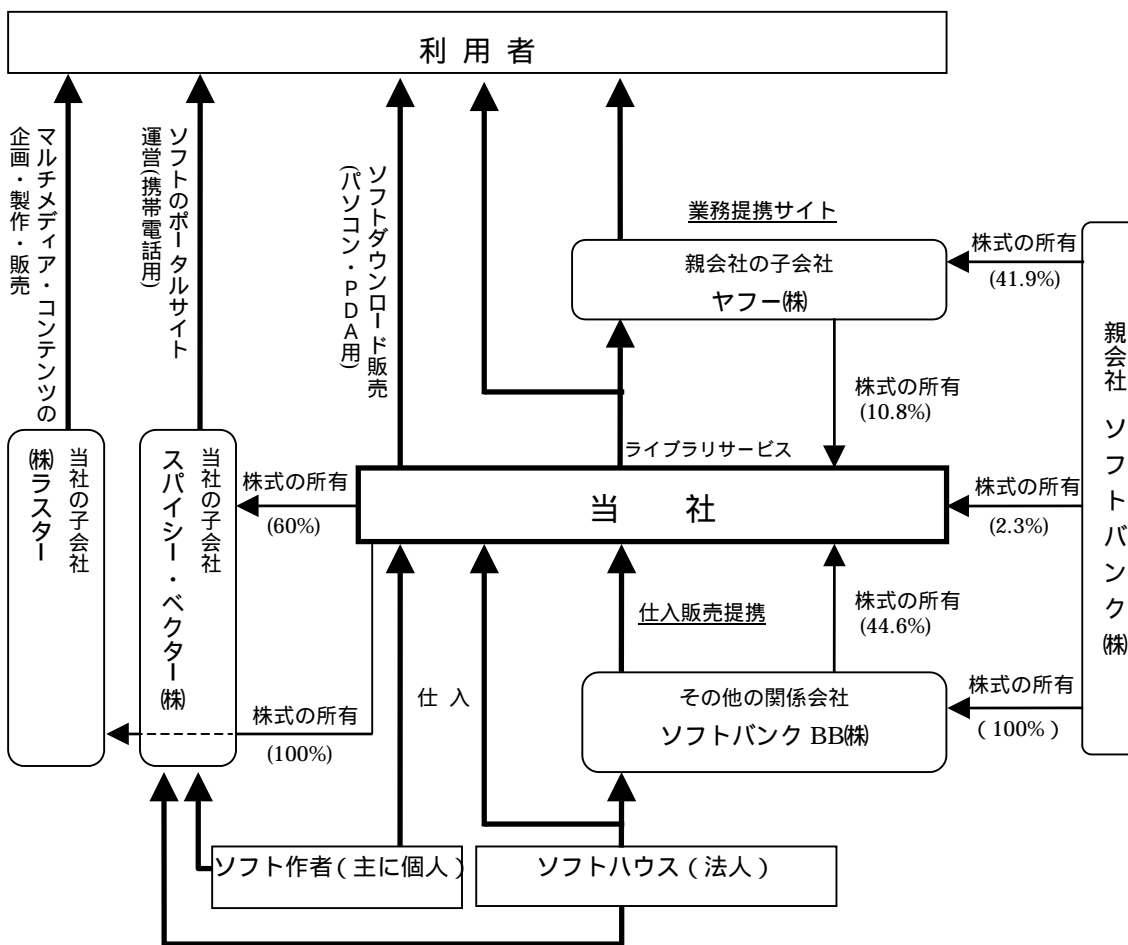 利 用 者
マルチメディア・コンテンツの
企画・製作・販売
ソフトのポータルサイト
運営(携帯電話用)
ソフトダウンロード販売
(パソコン・PDA用)
業務提携サイト
親会社の子会社
ヤフー㈱
株式の所有
(41.9%)
株式の所有
(10.8%)
ライブラリサービス
当社の子会社
㈱ラスター
当社の子会社
スパイシー・ベクター㈱
株式の所有
(60%)
当 社
株式の所有
(2.3%)
親会社 ソフトバンク㈱
仕入販売提携
株式の所有
(44.6%)
仕 入
株式の所有
(100%)
その他の関係会社
ソフトバンク BB㈱
株式の所有
(100%)
ソフト作者(主に個人)
ソフトハウス(法人)